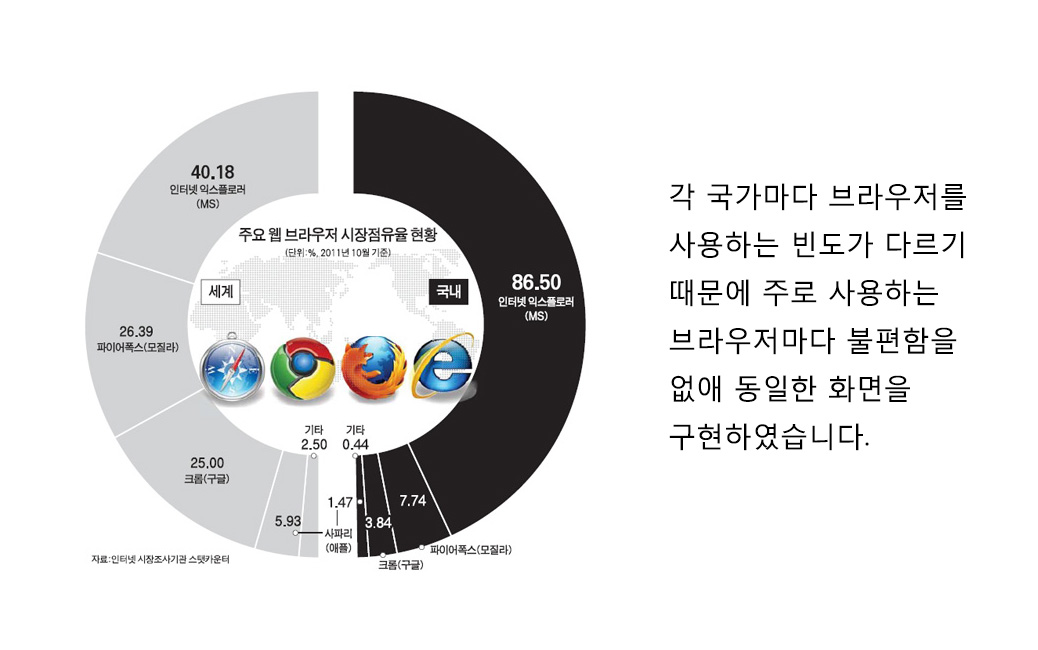 40.18
인터넷 익스플로러
(MS)
26.39
파이어폭스(모질라)
25.00
크롬(구글)
5.93
기타
2.50
주요 웹 브라우저 시장점유율 현황
(단위:%, 2011년 10월 기준)
세계
국내
86.50
인터넷 익스플로러
(MS)
기타
0.44
1.47
사파리
(애플)
3.84
크롬(구글)
7.74
파이어폭스(모질라)
자료:인터넷 시장조사기관 스탯카운터
각 국가마다 브라우저를
사용하는 빈도가 다르기
때문에 주로 사용하는
브라우저마다 불편함을
없애 동일한 화면을
구현하였습니다.